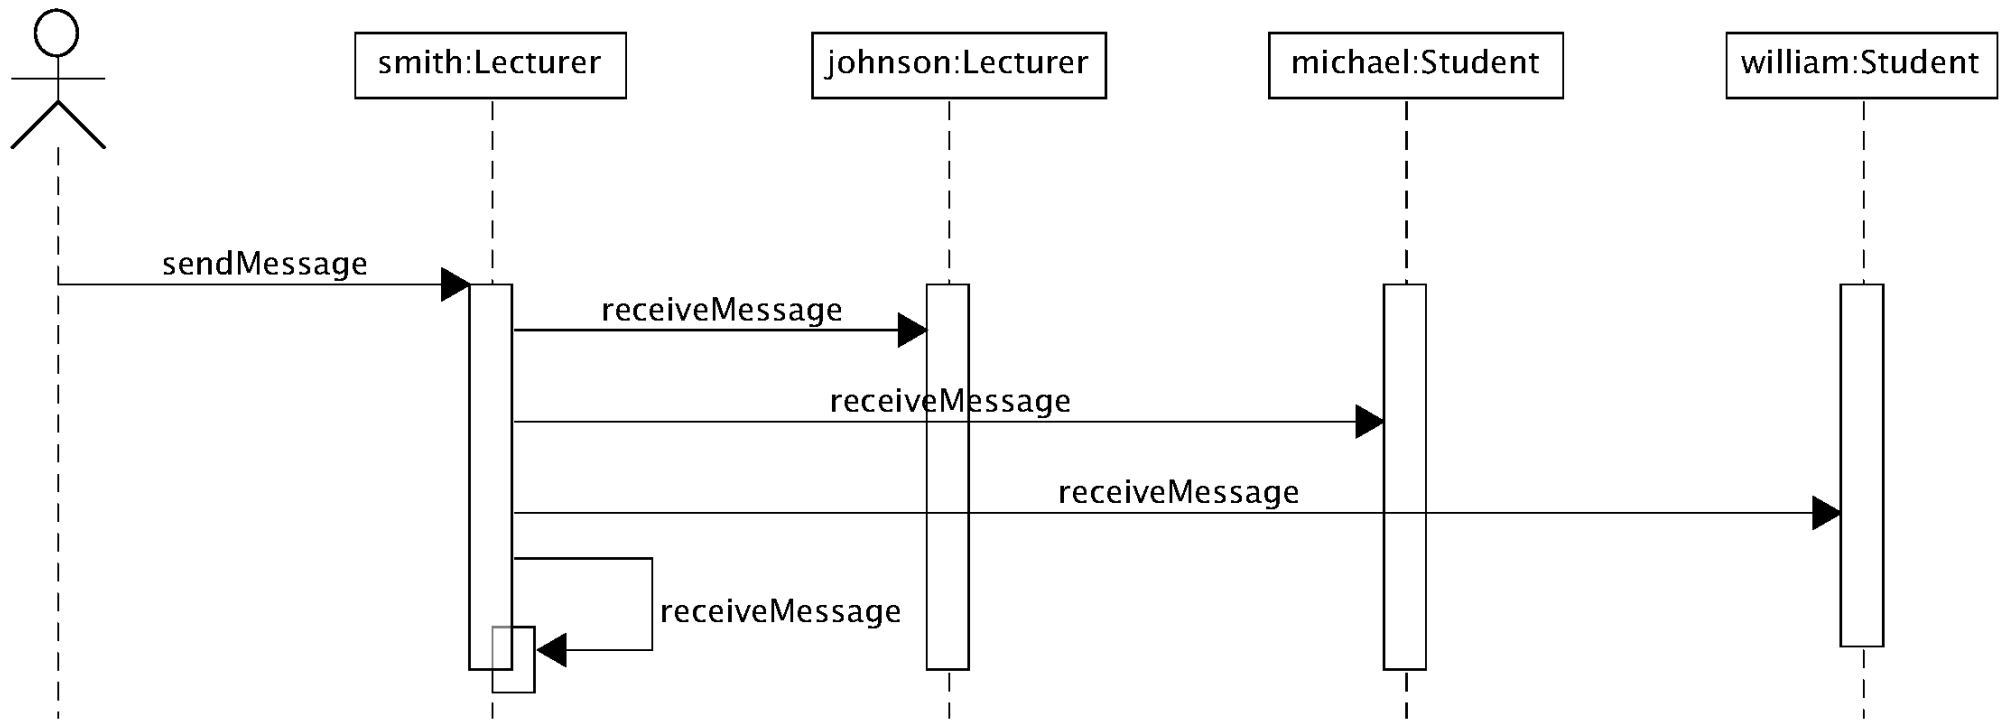 smith:Lecturer
johnson:Lecturer
michael:Student
william:Student
sendMessage
receiveMessage
receiveMessage
receiveMessage
receiveMessage